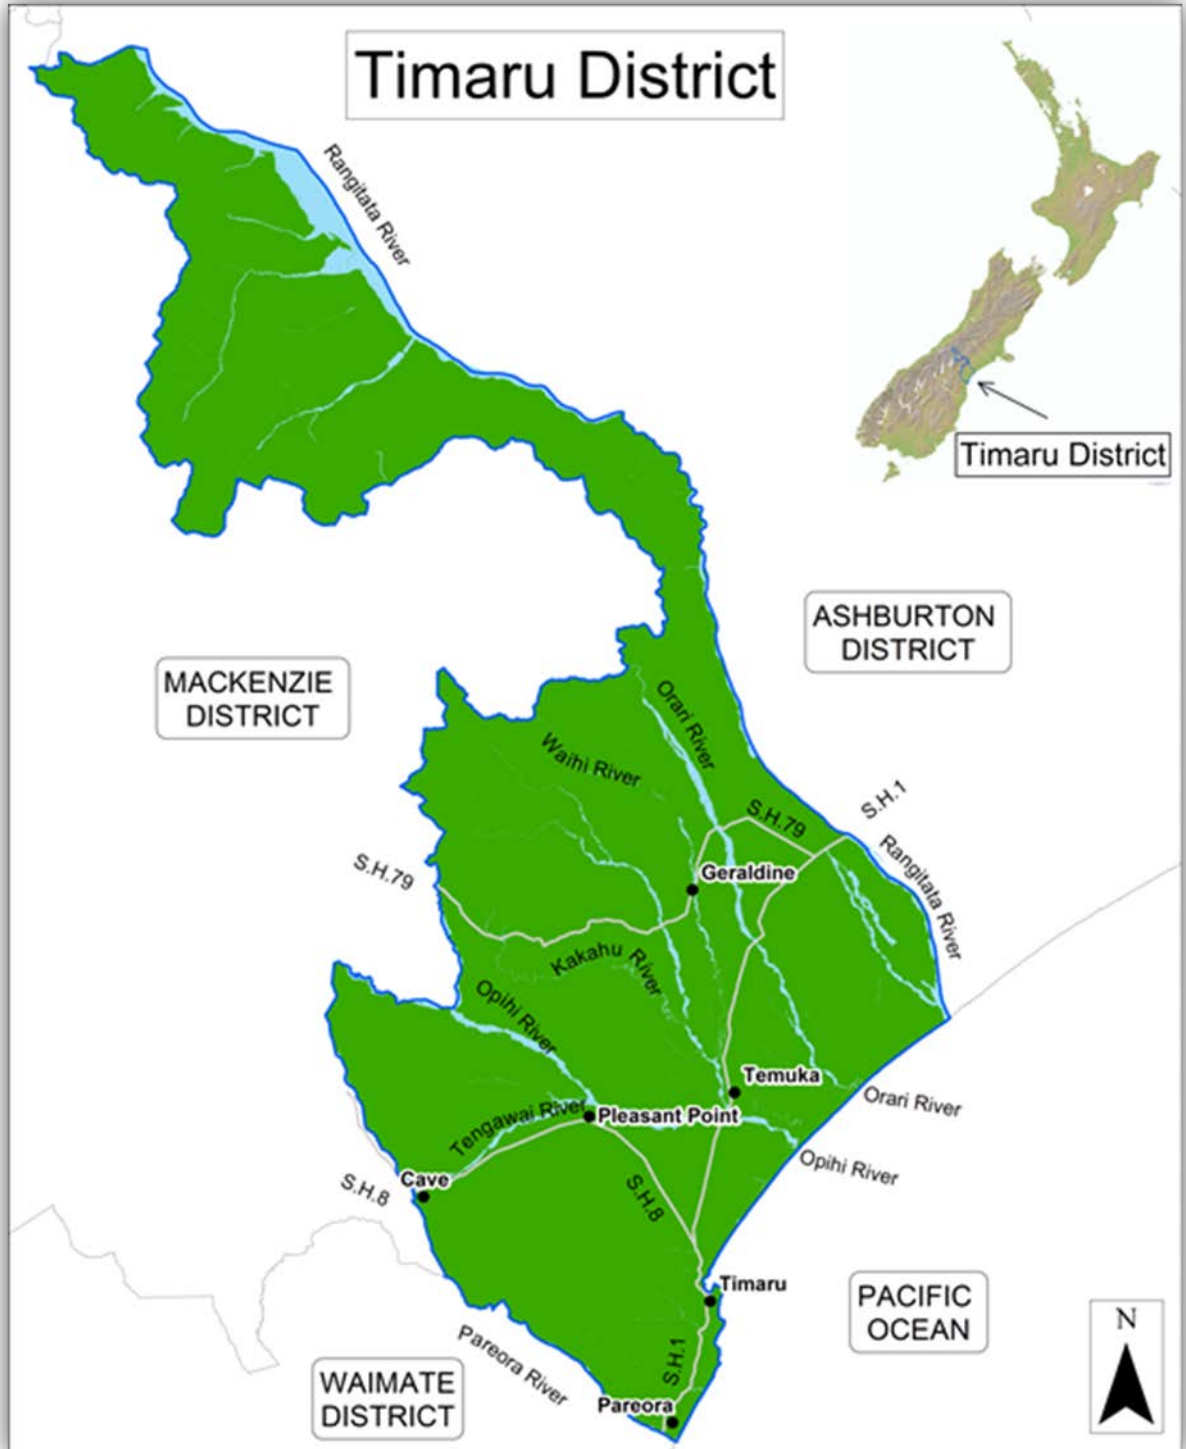 Timaru District
Rangitata River
Timaru District
ASHBURTON
DISTRICT
MACKENZIE
DISTRICT
Orari River
Waihi River
S.H.1
S.H.79
Rangitata River
S.H.79
Geraldine
Kakahu River
Opihi River
Temuka
Orari River
Tengawai River
Pleasant Point
Opihi River
Cave
S.H.8
S.H.8
Timaru
PACIFIC
OCEAN
N
Pareora River
S.H.1
WAIMATE
DISTRICT
Pareora